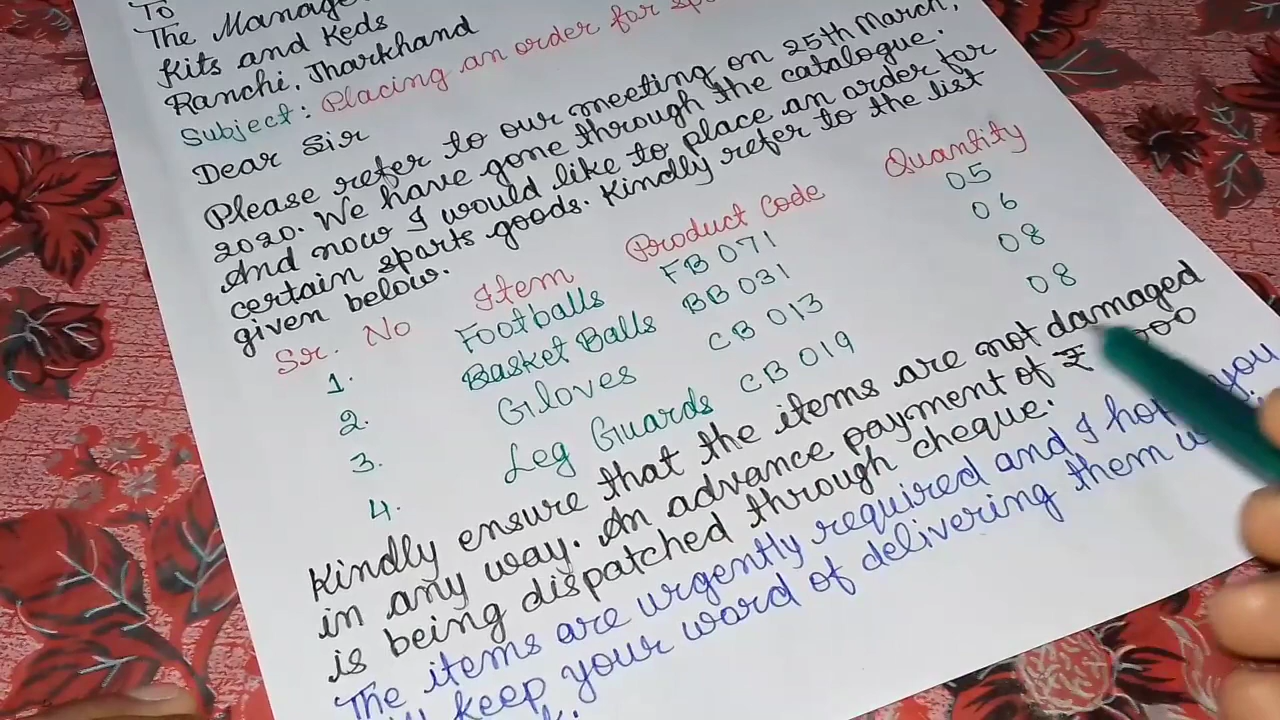 To
The Manage
Kits and Keds
Ranchi, Jharkhand
Subject: Placing an order for
Dear Sir
Please refer to our meeting on 25th March,
2020. We have gone through the catalogue.
And now I would like to place an order for
certain sports goods. Kindly refer to the list
given below.
Sr. No Item Product Code Quantity
1. Footballs FB 071 05
2. Basket Balls BB 031 06
3. Gloves CB 013 08
4. Leg Guards CB 019 08
Kindly ensure that the items are not damaged
in any way. An advance payment of ₹ 000
is being dispatched through cheque.
The items are urgently required and I you
keep your word of delivering them